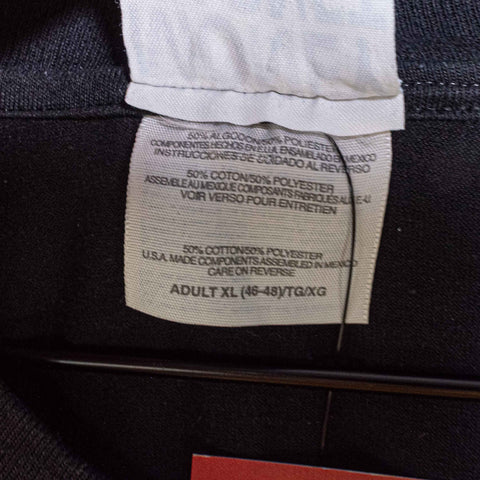 50% ALGODON/50% POLIESTER
COMPONENTES HECHOS EN E.U.A. ENSAMBLADO EN MEXICO
INSTRUCCIONES DE CUIDADO AL REVERSO
50% COTON/50% POLYESTER
ASSEMBLE AU MEXIQUE COMPOSANTS FABRIQUES AUX E-U
VOIR VERSO POUR ENTRETIEN
50% COTTON/50% POLYESTER
U.S.A. MADE COMPONENTS ASSEMBLED IN MEXICO
CARE ON REVERSE
ADULT XL (46-48)/TG/XG